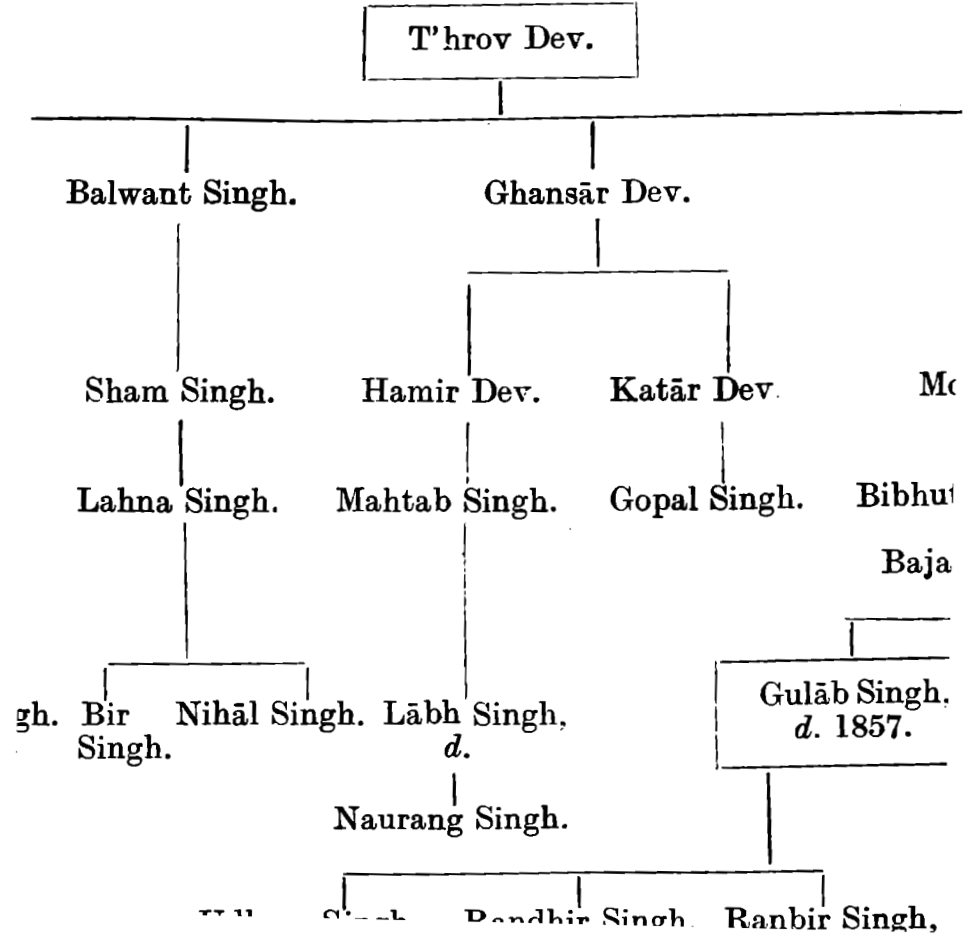 T'hrov Dev.
Balwant Singh. Ghansār Dev.
Sham Singh. Hamir Dev. Katār Dev.
Lahna Singh. Mahtab Singh. Gopal Singh.
Gulāb Singh,
d. 1857.
Bir Nihāl Singh. Lābh Singh,
Singh. d.
Naurang Singh.
Randhir Singh Ranbir Singh,